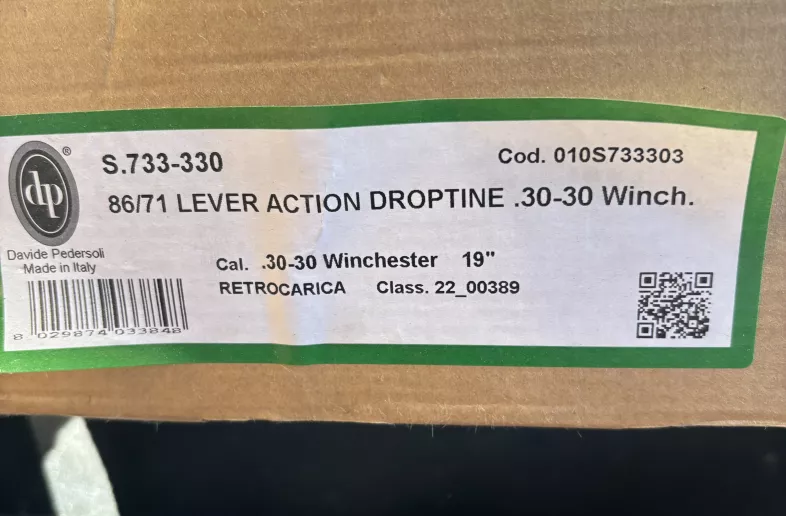 dp ®
S.733-330
Cod. 010S733303
86/71 LEVER ACTION DROPTINE .30-30 Winch.
Davide Pedersoli
Made in Italy
Cal. .30-30 Winchester 19"
RETROCARICA Class. 22_00389
8 029874 033848